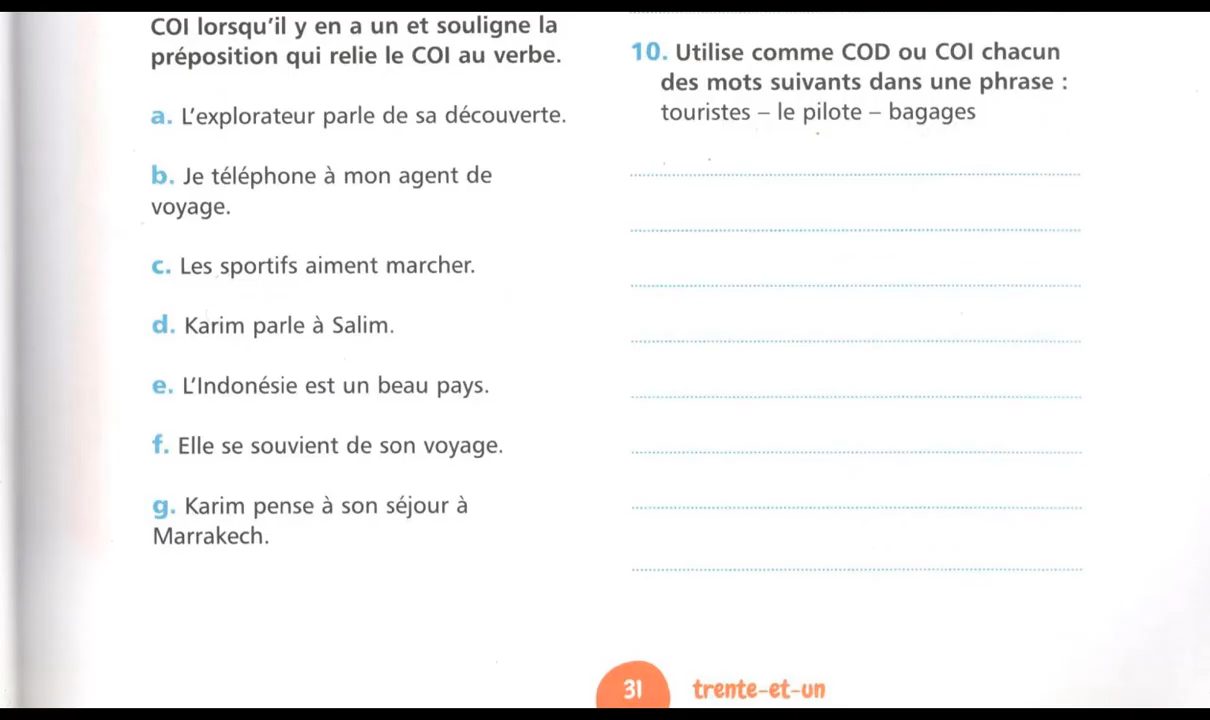 COI lorsqu'il y en a un et souligne la
préposition qui relie le COI au verbe.
a. L'explorateur parle de sa découverte.
b. Je téléphone à mon agent de
voyage.
c. Les sportifs aiment marcher.
d. Karim parle à Salim.
e. L'Indonésie est un beau pays.
f. Elle se souvient de son voyage.
g. Karim pense à son séjour à
Marrakech.
10. Utilise comme COD ou COI chacun
des mots suivants dans une phrase :
touristes – le pilote – bagages
31 trente-et-un